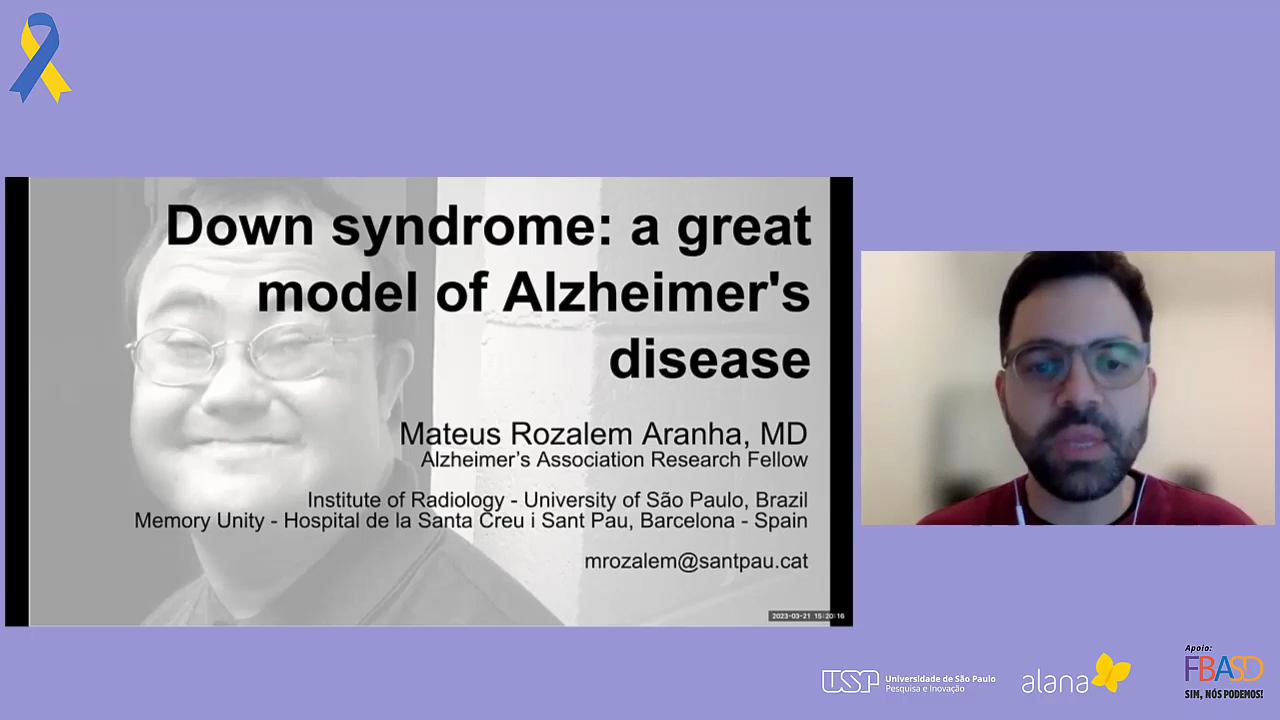 Down syndrome: a great
model of Alzheimer's
disease
Mateus Rozalem Aranha, MD
Alzheimer's Association Research Fellow
Institute of Radiology - University of São Paulo, Brazil
Memory Unity - Hospital de la Santa Creu i Sant Pau, Barcelona - Spain
mrozalem@santpau.cat
2023-03-21 15:20:16
USP Universidade de São Paulo
Pesquisa e Inovação
alana
Apoio:
FBASD
SIM, NÓS PODEMOS!